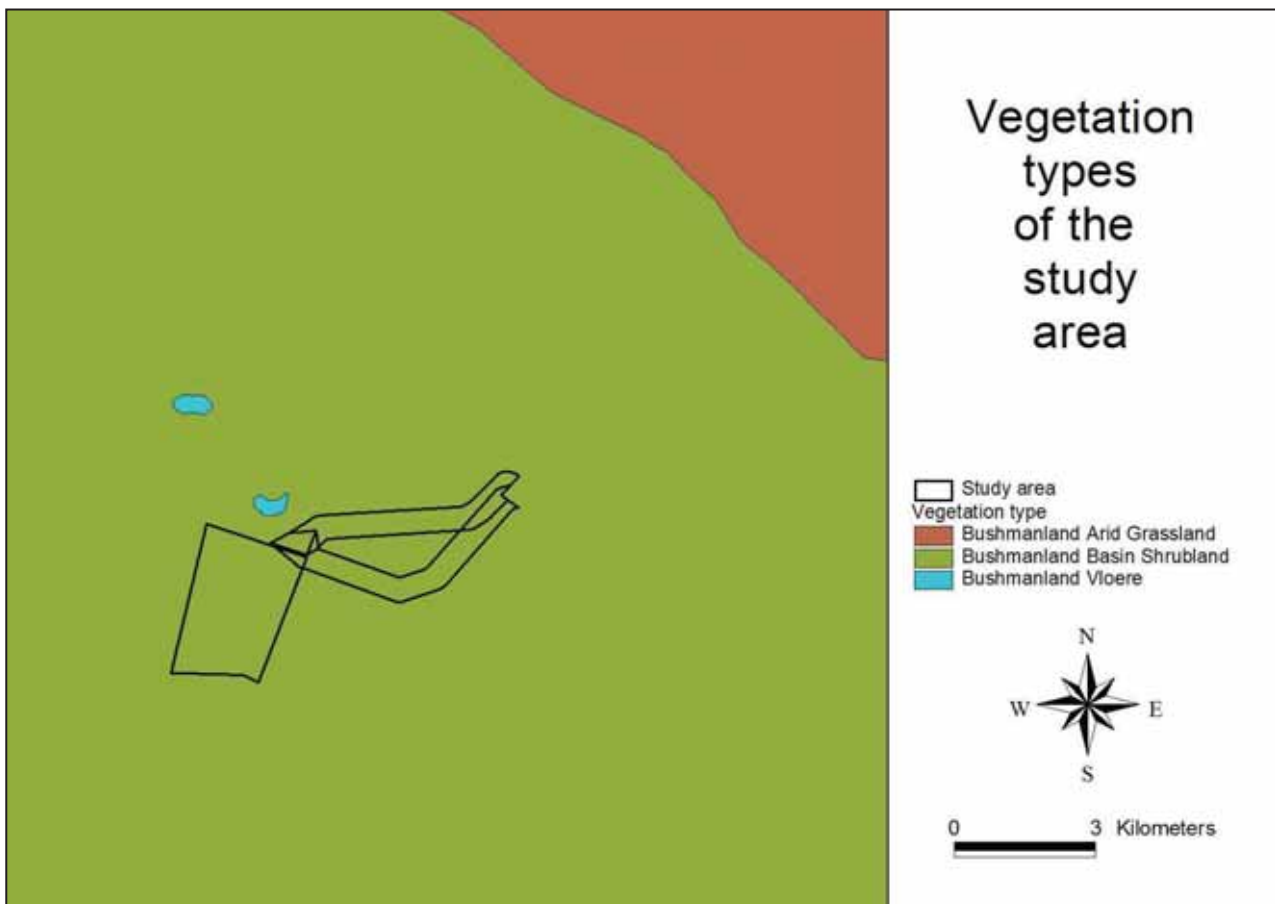 Vegetation
types
of the
study
area
Study area
Vegetation type
Bushmanland Arid Grassland
Bushmanland Basin Shrubland
Bushmanland Vloere
N
W
E
S
0
3 Kilometers